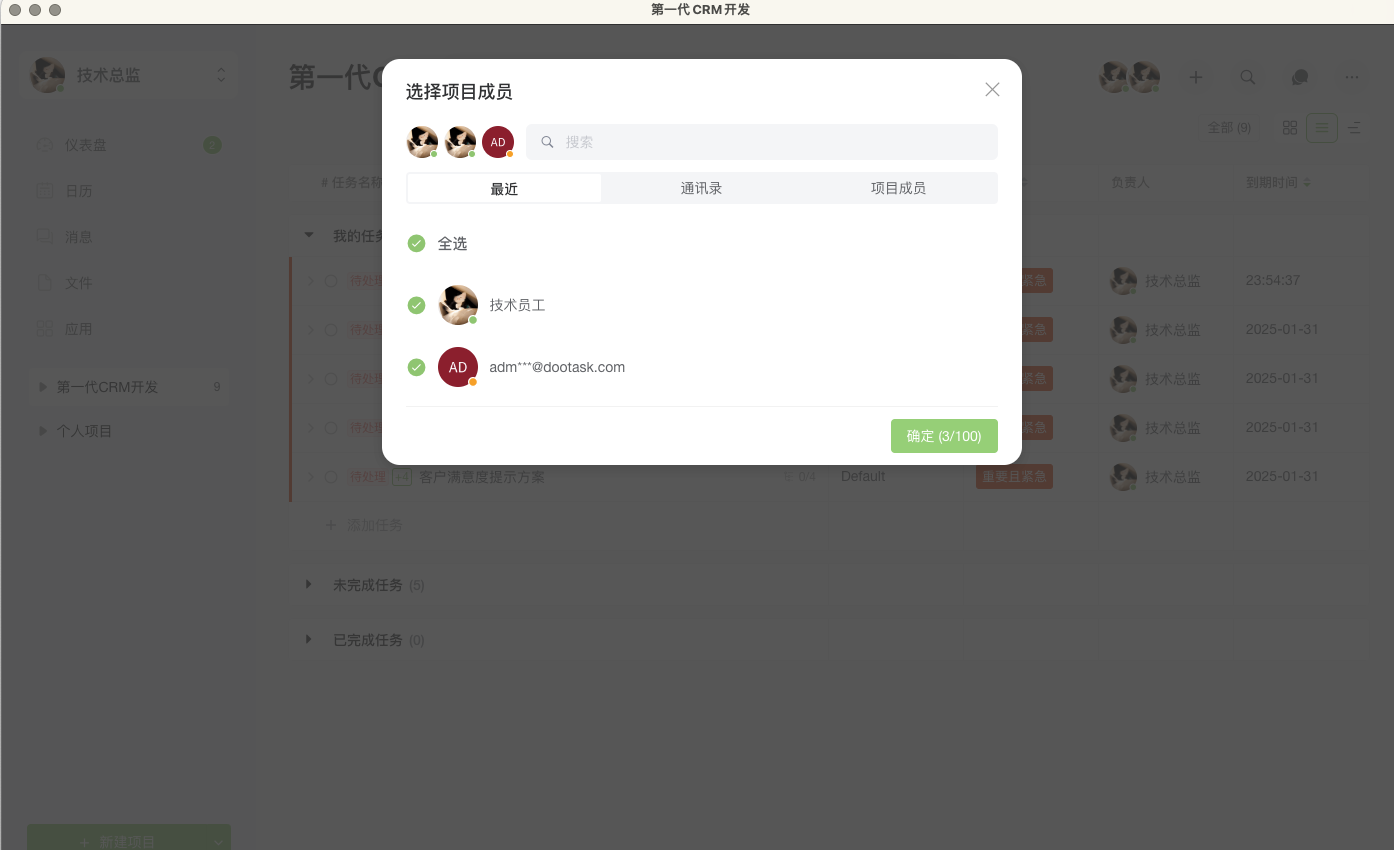 第一代 CRM 开发
技术总监
第一代C
仪表盘 2
日历
消息
文件
应用
第一代CRM开发 9
个人项目
新建项目
全部 (9)
# 任务名称
负责人
到期时间
我的任务
待处理
紧急
技术总监
23:54:37
待处理
紧急
技术总监
2025-01-31
待处理
紧急
技术总监
2025-01-31
待处理
紧急
技术总监
2025-01-31
待处理 +4 客户满意度提示方案 0/4 Default 重要且紧急 技术总监 2025-01-31
添加任务
未完成任务 (5)
已完成任务 (0)
选择项目成员
AD
搜索
最近 通讯录 项目成员
全选
技术员工
AD adm***@dootask.com
确定 (3/100)